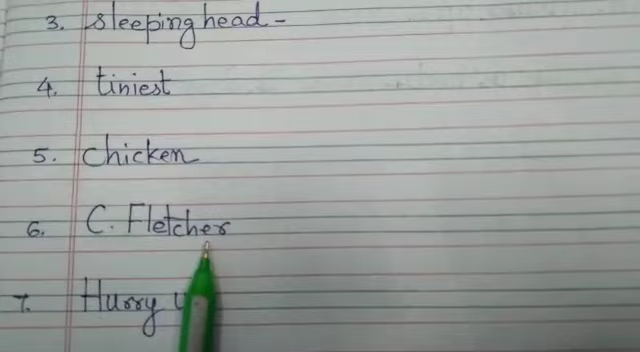 3. sleeping head -
4. tiniest
5. chicken
6. C. Fletcher
7. Hurry